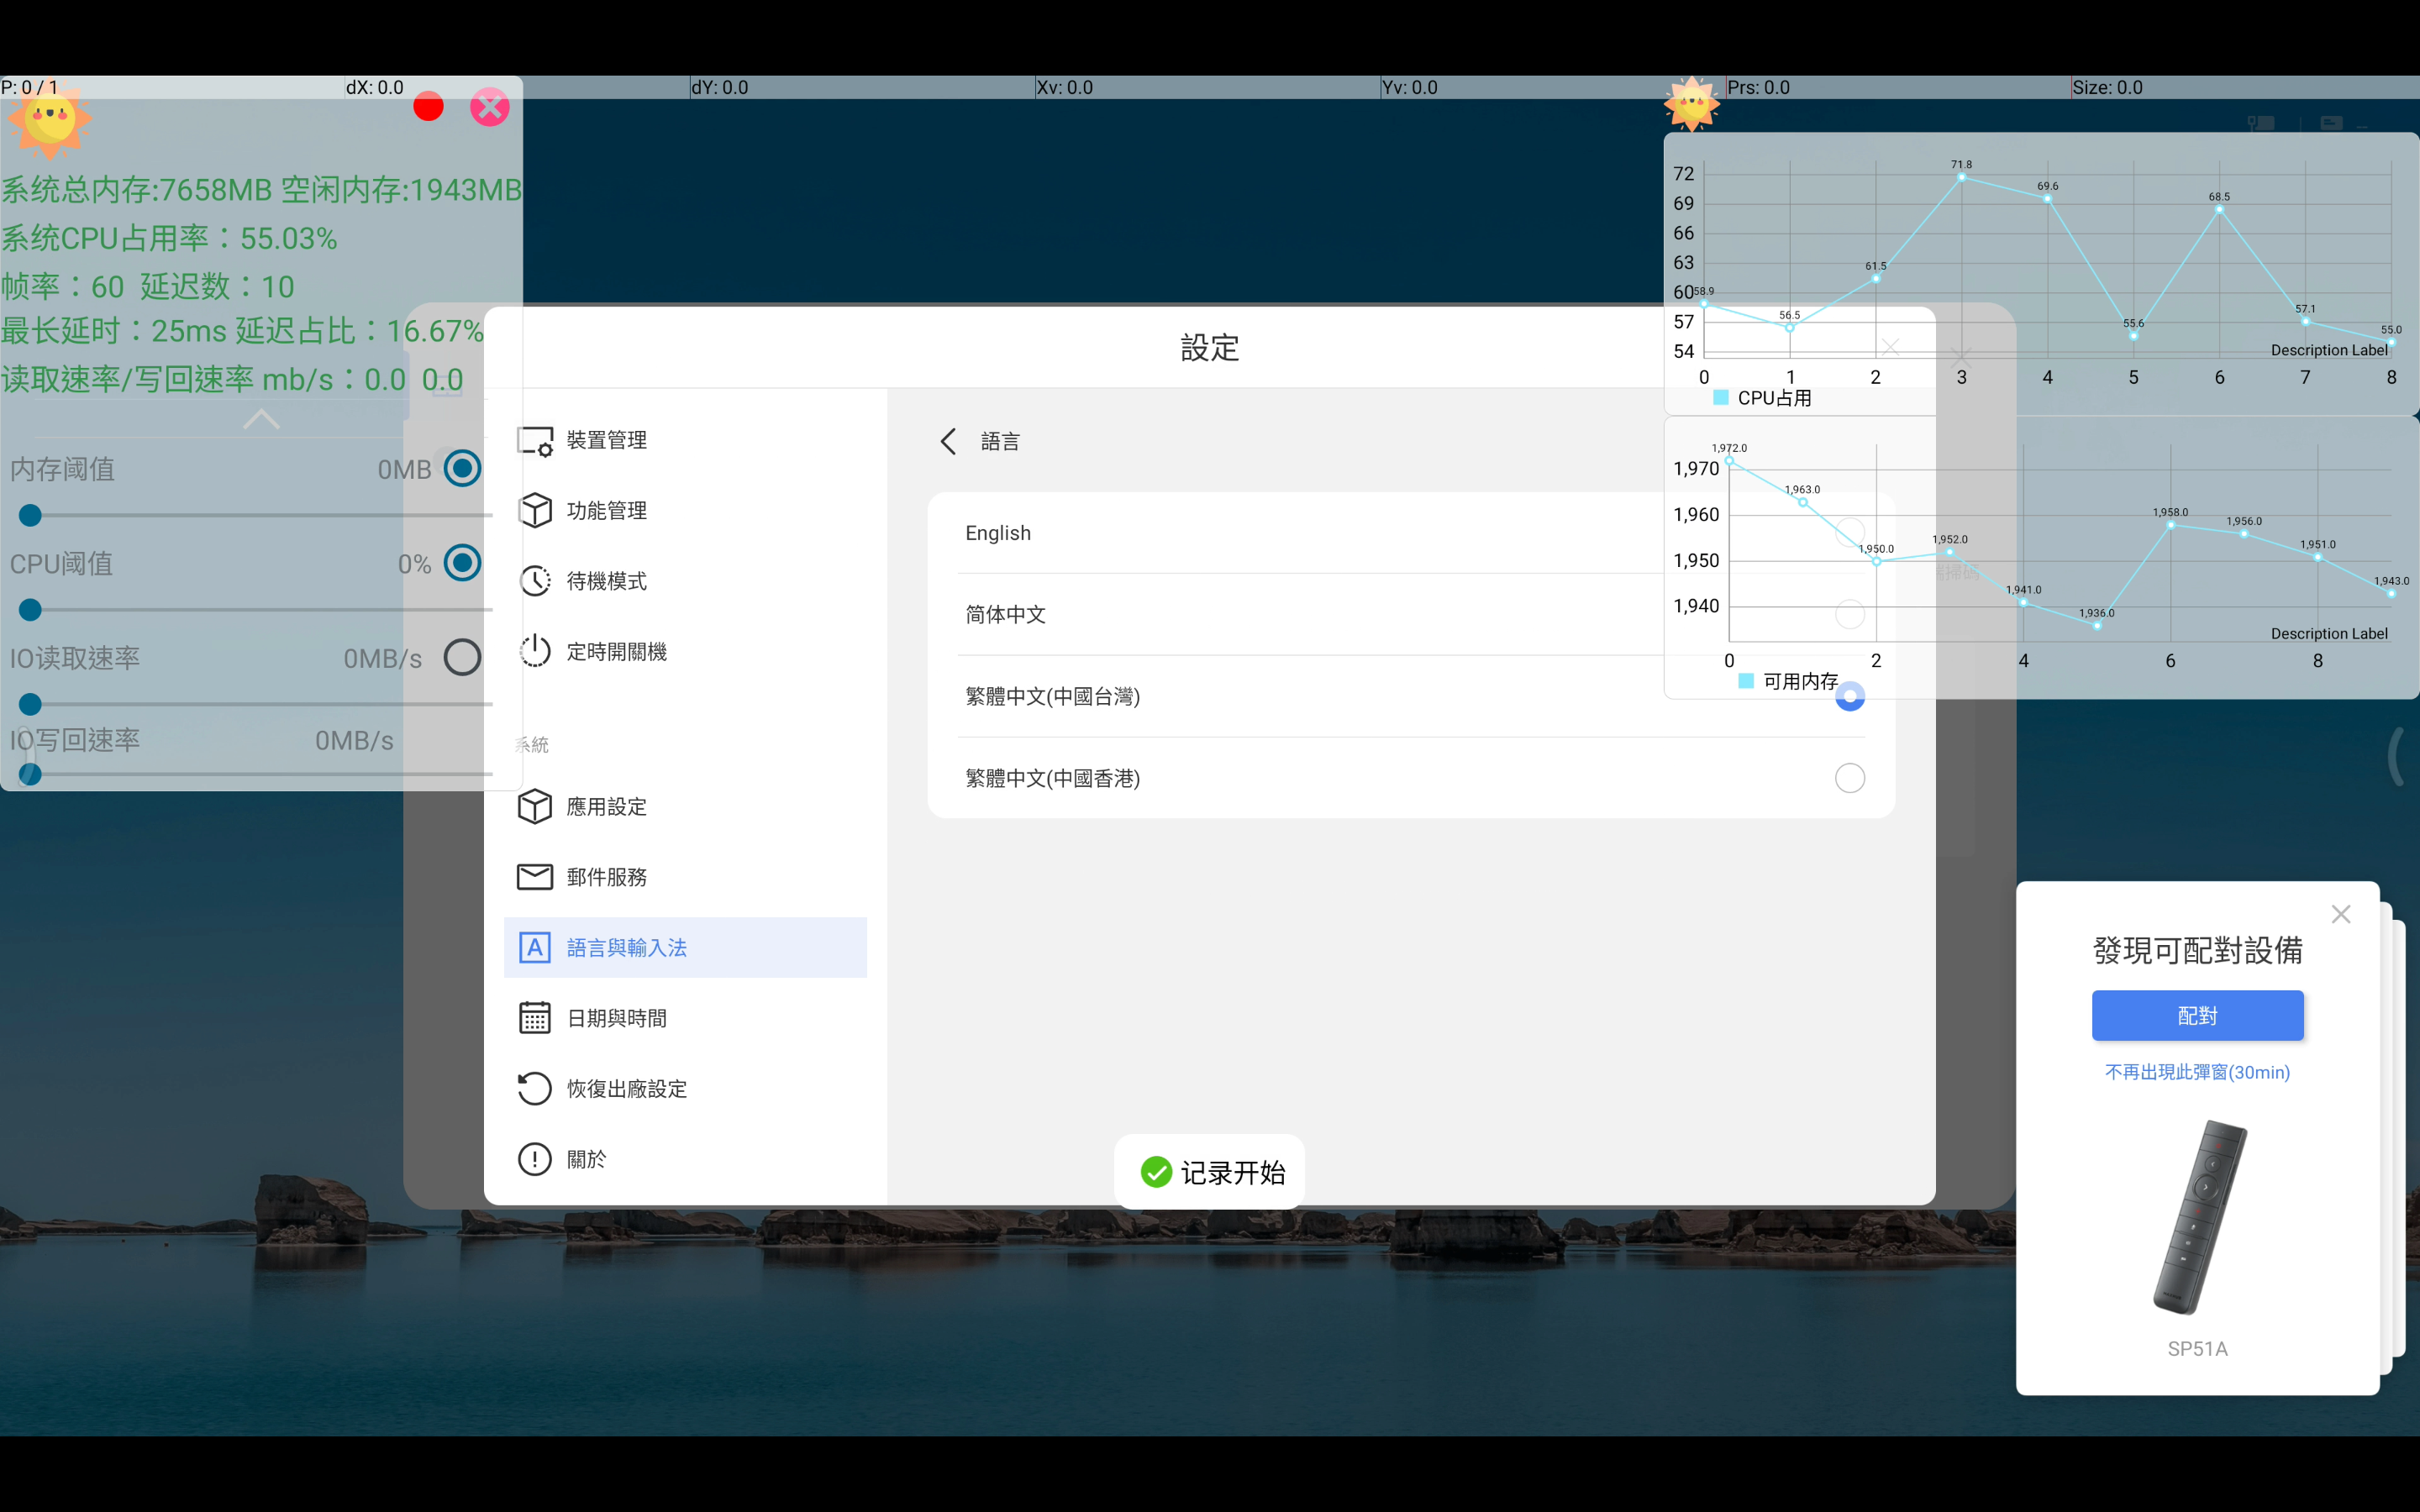 P: 0 / 1
dX: 0.0
dY: 0.0
Xv: 0.0
Yv: 0.0
Prs: 0.0
Size: 0.0
系统总内存:7658MB 空闲内存:1943MB
系统CPU占用率：55.03%
帧率：60 延迟数：10
最长延时：25ms 延迟占比：16.67%
读取速率/写回速率 mb/s：0.0 0.0
内存阈值 0MB
CPU阈值 0%
IO读取速率 0MB/s
IO写回速率 0MB/s
設定
裝置管理
功能管理
待機模式
定時開關機
系統
應用設定
郵件服務
A 語言與輸入法
日期與時間
恢復出廠設定
關於
語言
English
简体中文
繁體中文(中國台灣)
繁體中文(中國香港)
记录开始
72
69
66
63
60
57
54
58.9
56.5
61.5
71.8
69.6
55.6
68.5
57.1
55.0
Description Label
0 1 2 3 4 5 6 7 8
CPU占用
1,970
1,960
1,950
1,940
1,972.0
1,963.0
1,950.0
1,952.0
1,941.0
1,936.0
1,958.0
1,956.0
1,951.0
1,943.0
掃碼
Description Label
0 2 4 6 8
可用内存
發現可配對設備
配對
不再出現此彈窗(30min)
SP51A